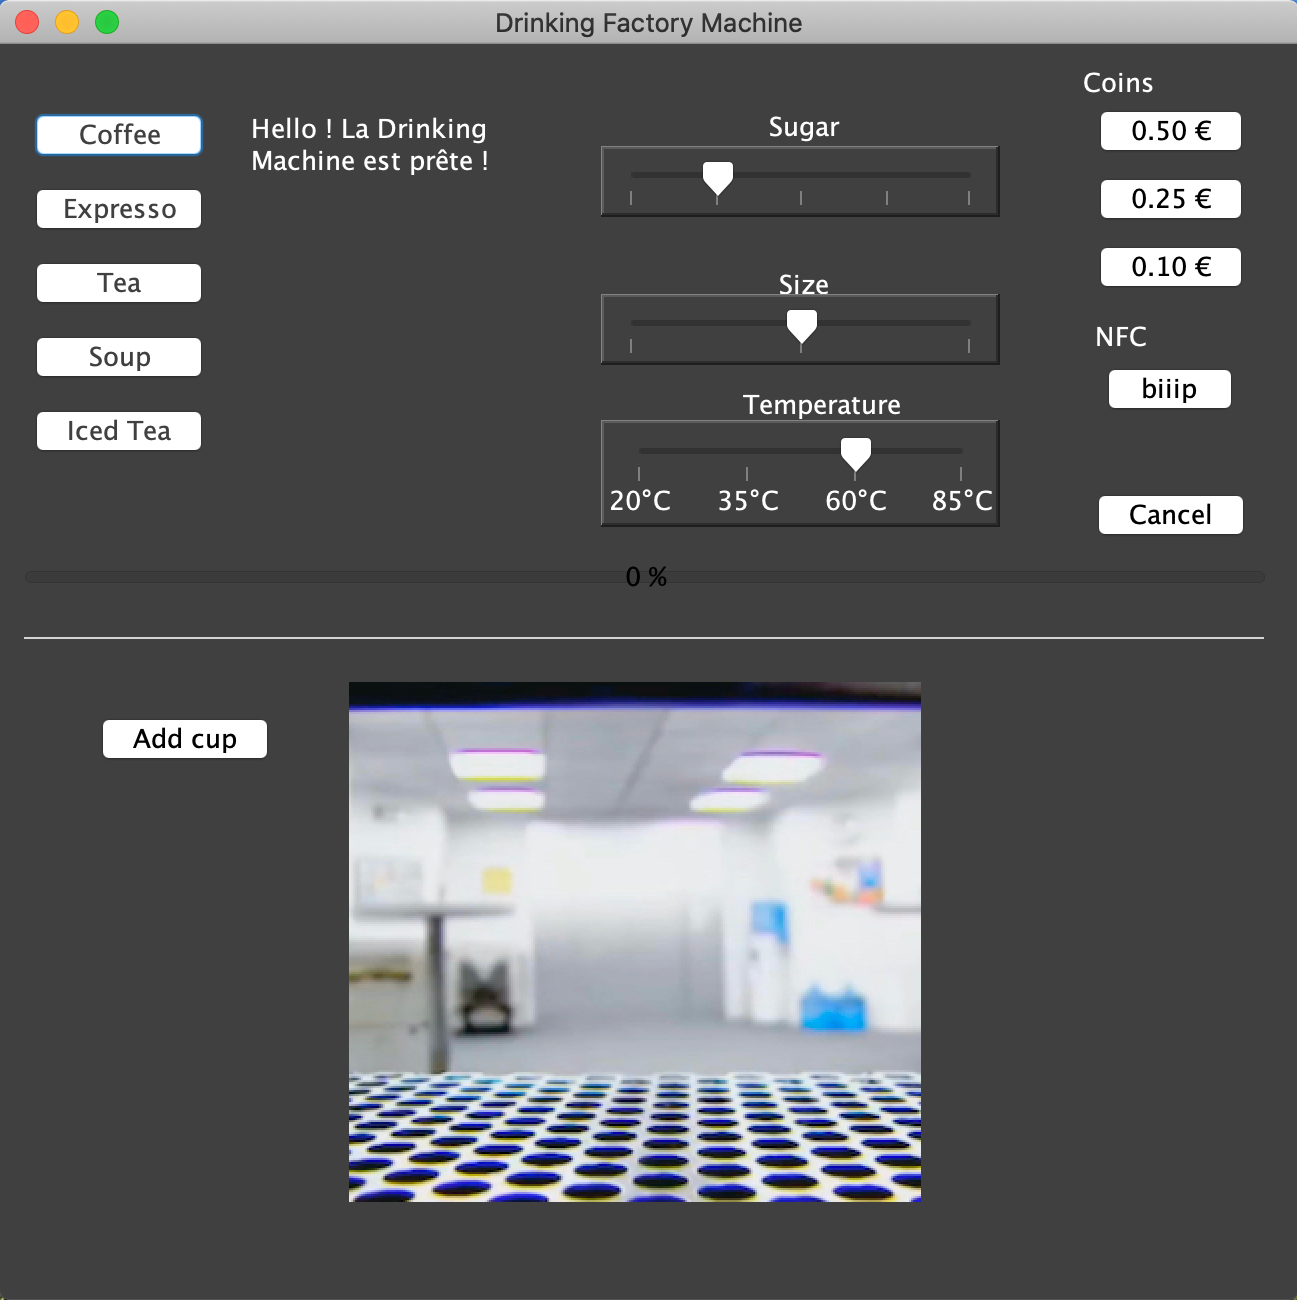 Drinking Factory Machine
Coffee
Expresso
Tea
Soup
Iced Tea
Hello ! La Drinking
Machine est prête !
Sugar
Size
Temperature
20°C 35°C 60°C 85°C
Coins
0.50 €
0.25 €
0.10 €
NFC
biiip
Cancel
0 %
Add cup